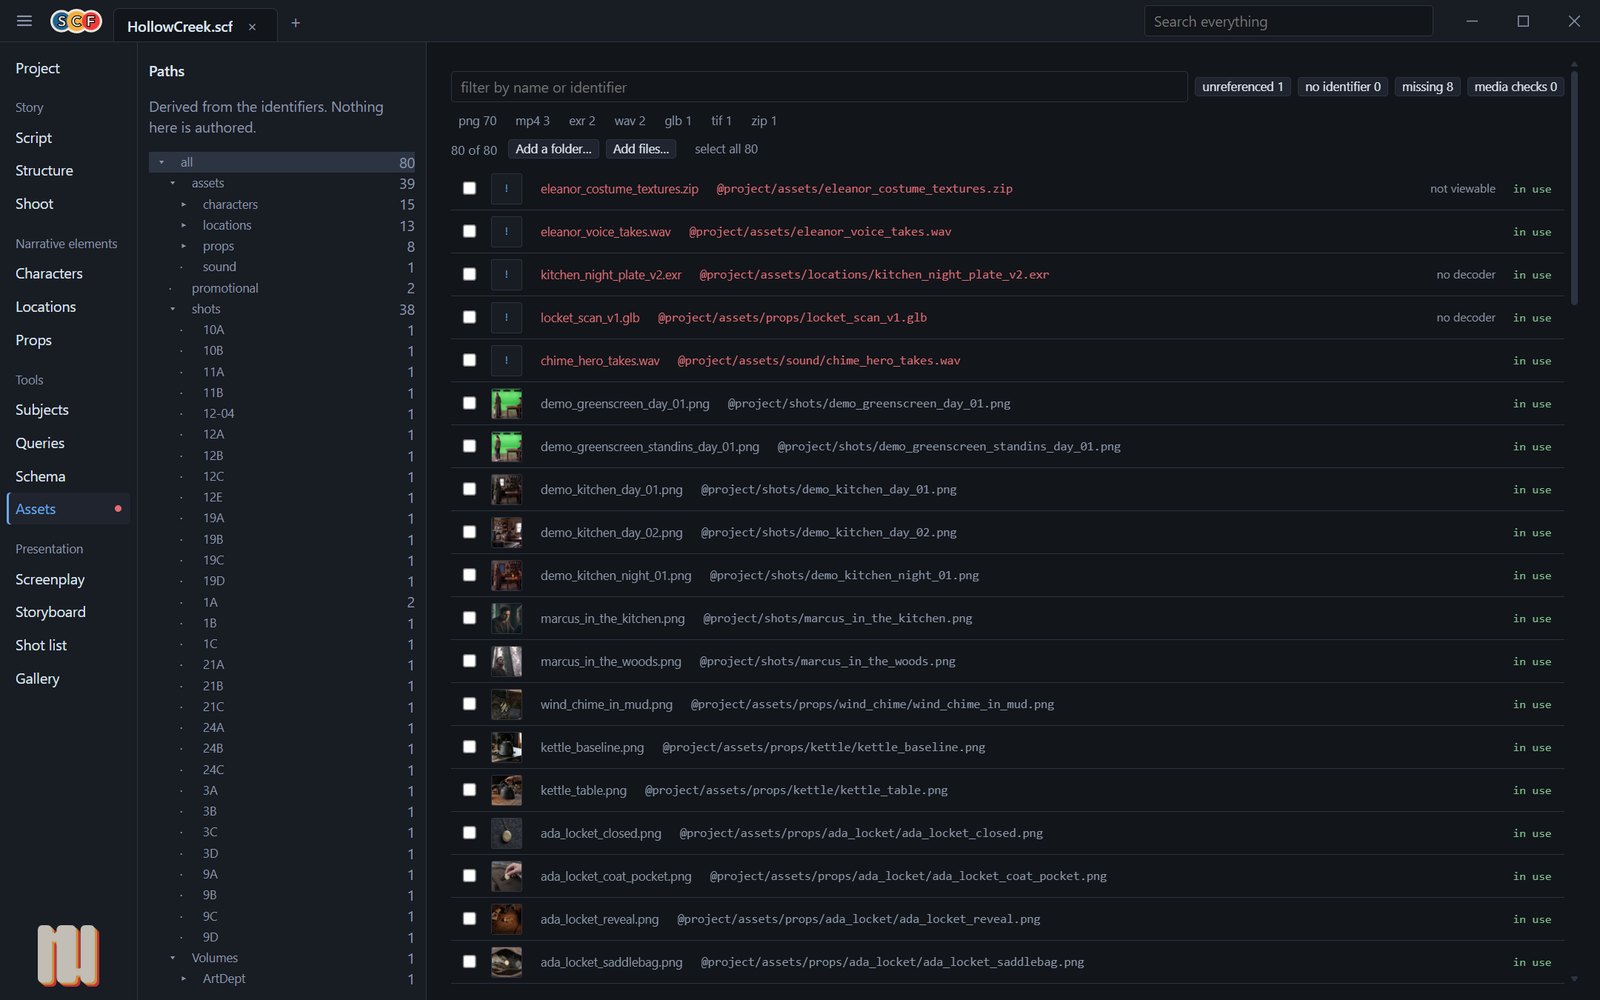 SCF
HollowCreek.scf
Search everything
Project
Story
Script
Structure
Shoot
Narrative elements
Characters
Locations
Props
Tools
Subjects
Queries
Schema
Assets
Presentation
Screenplay
Storyboard
Shot list
Gallery
Paths
Derived from the identifiers. Nothing
here is authored.
all 80
assets 39
characters 15
locations 13
props 8
sound 1
promotional 2
shots 38
10A 1
10B 1
11A 1
11B 1
12-04 1
12A 1
12B 1
12C 1
12E 1
19A 1
19B 1
19C 1
19D 1
1A 2
1B 1
1C 1
21A 1
21B 1
21C 1
24A 1
24B 1
24C 1
3A 1
3B 1
3C 1
3D 1
9A 1
9B 1
9C 1
9D 1
Volumes 1
ArtDept 1
filter by name or identifier
unreferenced 1 no identifier 0 missing 8 media checks 0
png 70 mp4 3 exr 2 wav 2 glb 1 tif 1 zip 1
80 of 80 Add a folder... Add files... select all 80
! eleanor_costume_textures.zip @project/assets/eleanor_costume_textures.zip not viewable in use
! eleanor_voice_takes.wav @project/assets/eleanor_voice_takes.wav in use
! kitchen_night_plate_v2.exr @project/assets/locations/kitchen_night_plate_v2.exr no decoder in use
! locket_scan_v1.glb @project/assets/props/locket_scan_v1.glb no decoder in use
! chime_hero_takes.wav @project/assets/sound/chime_hero_takes.wav in use
demo_greenscreen_day_01.png @project/shots/demo_greenscreen_day_01.png in use
demo_greenscreen_standins_day_01.png @project/shots/demo_greenscreen_standins_day_01.png in use
demo_kitchen_day_01.png @project/shots/demo_kitchen_day_01.png in use
demo_kitchen_day_02.png @project/shots/demo_kitchen_day_02.png in use
demo_kitchen_night_01.png @project/shots/demo_kitchen_night_01.png in use
marcus_in_the_kitchen.png @project/shots/marcus_in_the_kitchen.png in use
marcus_in_the_woods.png @project/shots/marcus_in_the_woods.png in use
wind_chime_in_mud.png @project/assets/props/wind_chime/wind_chime_in_mud.png in use
kettle_baseline.png @project/assets/props/kettle/kettle_baseline.png in use
kettle_table.png @project/assets/props/kettle/kettle_table.png in use
ada_locket_closed.png @project/assets/props/ada_locket/ada_locket_closed.png in use
ada_locket_coat_pocket.png @project/assets/props/ada_locket/ada_locket_coat_pocket.png in use
ada_locket_reveal.png @project/assets/props/ada_locket/ada_locket_reveal.png in use
ada_locket_saddlebag.png @project/assets/props/ada_locket/ada_locket_saddlebag.png in use